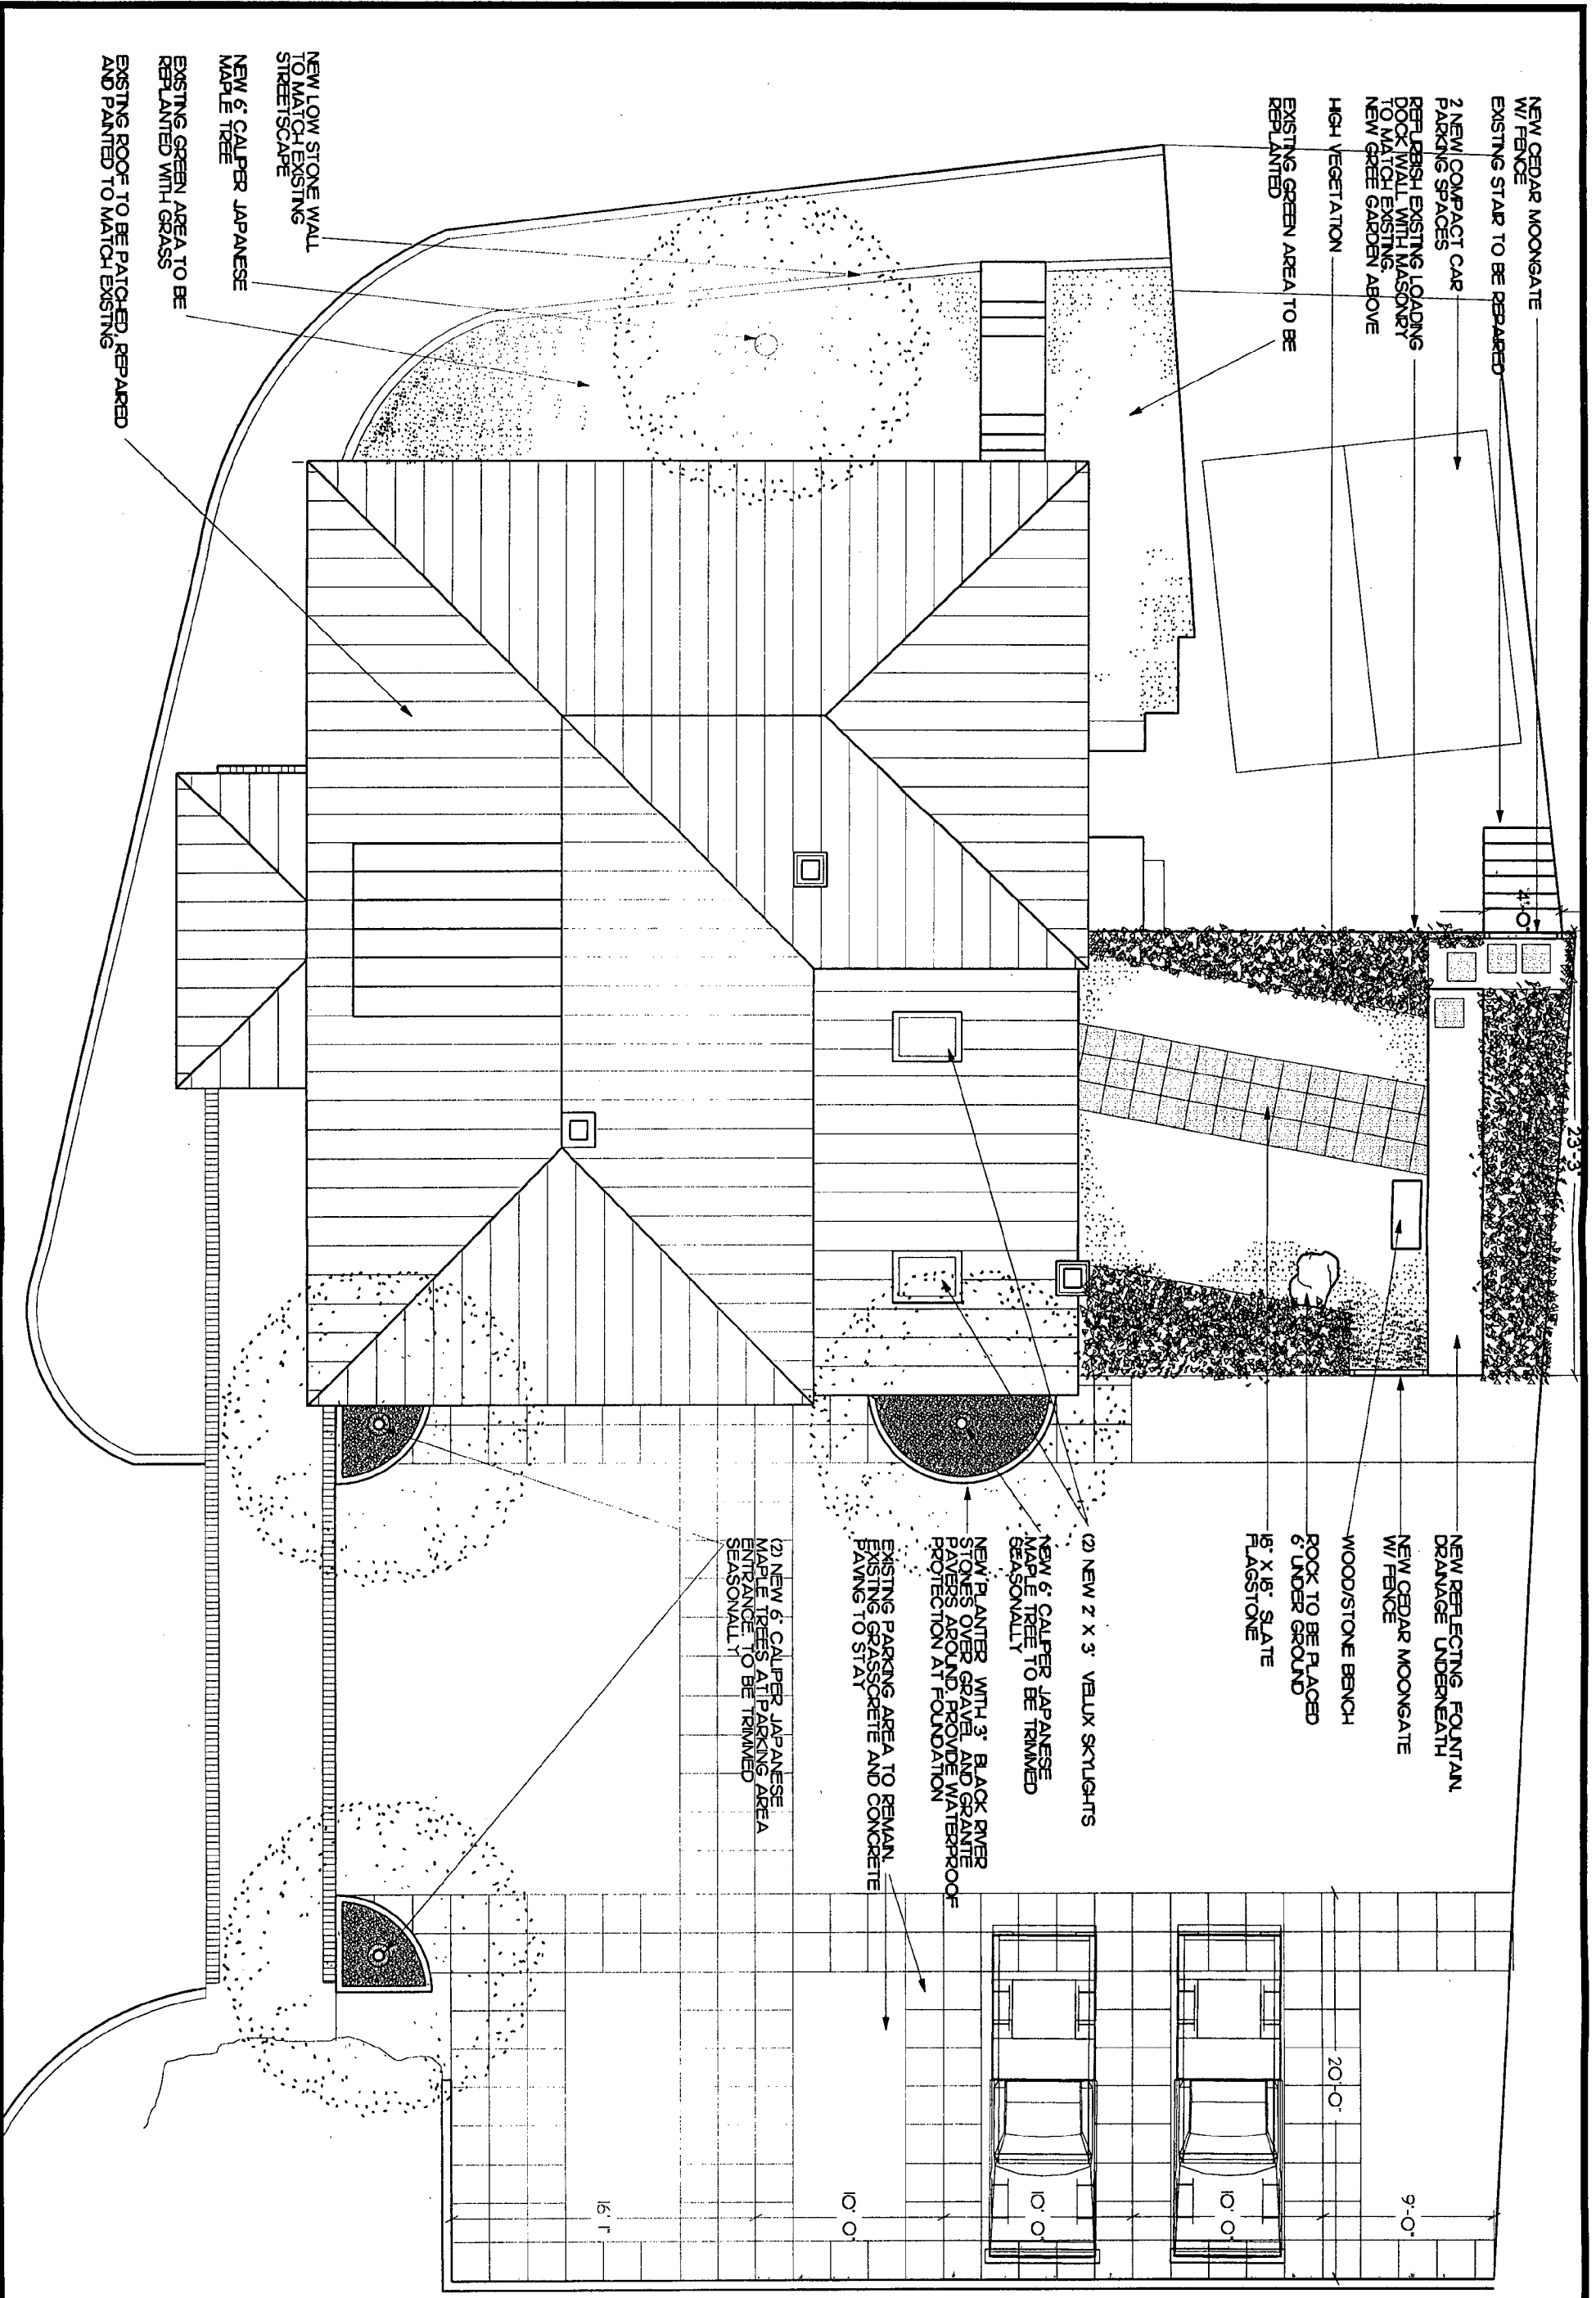 NEW CEDAR MOONGATE
W/ FENCE
EXISTING STAIR TO BE REPAIRED
2 NEW COMPACT CAR
PARKING SPACES
REFURBISH EXISTING LOADING
DOCK WALL WITH MASONRY
TO MATCH EXISTING.
NEW GREE GARDEN ABOVE
HIGH VEGETATION
EXISTING GREEN AREA TO BE
REPLANTED
NEW LOW STONE WALL
TO MATCH EXISTING
STREETSCAPE
NEW 6" CALIPER JAPANESE
MAPLE TREE
EXISTING GREEN AREA TO BE
REPLANTED WITH GRASS
EXISTING ROOF TO BE PATCHED, REPAIRED
AND PAINTED TO MATCH EXISTING
4'-0"
23'-3"
NEW REFLECTING FOUNTAIN.
DRAINAGE UNDERNEATH
NEW CEDAR MOONGATE
W/ FENCE
WOOD/STONE BENCH
ROCK TO BE PLACED
6" UNDER GROUND
18" X 18" SLATE
FLAGSTONE
(2) NEW 2' X 3' VELUX SKYLIGHTS
NEW 6" CALIPER JAPANESE
MAPLE TREE TO BE TRIMMED
SEASONALLY
NEW PLANTER WITH 3" BLACK RIVER
STONES OVER GRAVEL AND GRANITE
PAVERS AROUND. PROVIDE WATERPROOF
PROTECTION AT FOUNDATION
EXISTING PARKING AREA TO REMAIN.
EXISTING GRASSCRETE AND CONCRETE
PAVING TO STAY
(2) NEW 6" CALIPER JAPANESE
MAPLE TREES AT PARKING AREA
ENTRANCE. TO BE TRIMMED
SEASONALLY
20'-0"
9'-0"
10'-0"
10'-0"
10'-0"
16'-1"